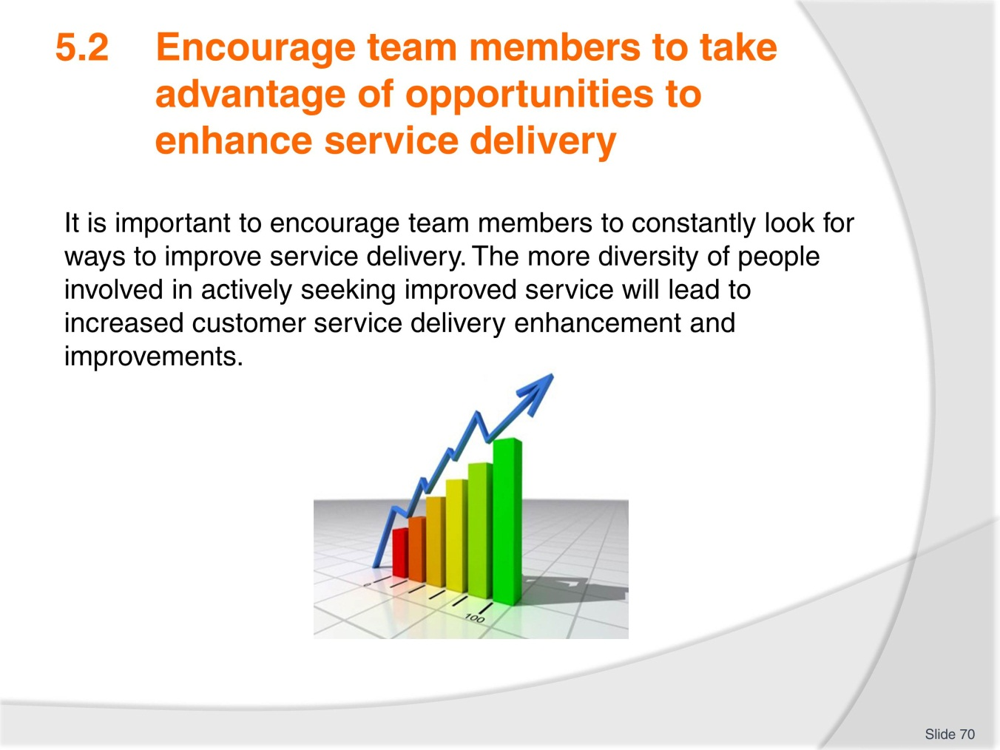 5.2 Encourage team members to take
advantage of opportunities to
enhance service delivery
It is important to encourage team members to constantly look for
ways to improve service delivery. The more diversity of people
involved in actively seeking improved service will lead to
increased customer service delivery enhancement and
improvements.
0
100
Slide 70